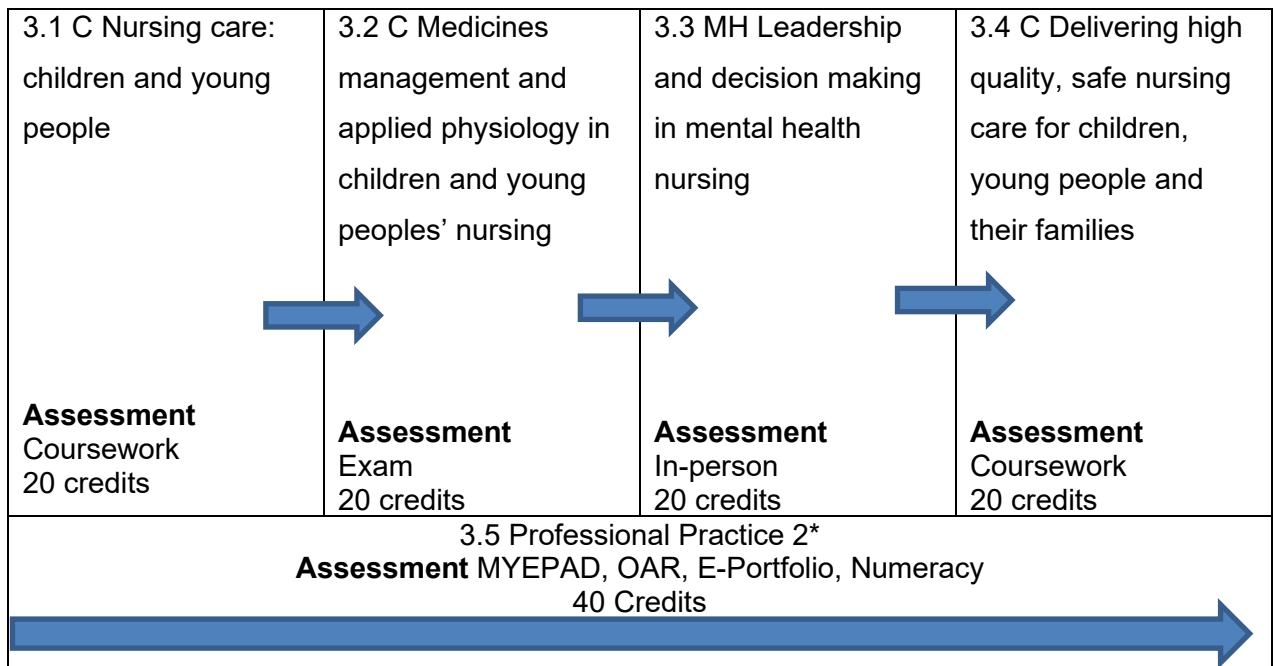 3.1 C Nursing care:
children and young
people
Assessment
Coursework
20 credits
3.2 C Medicines
management and
applied physiology in
children and young
peoples’ nursing
Assessment
Exam
20 credits
3.3 MH Leadership
and decision making
in mental health
nursing
Assessment
In-person
20 credits
3.4 C Delivering high
quality, safe nursing
care for children,
young people and
their families
Assessment
Coursework
20 credits
3.5 Professional Practice 2*
Assessment MYEPAD, OAR, E-Portfolio, Numeracy
40 Credits